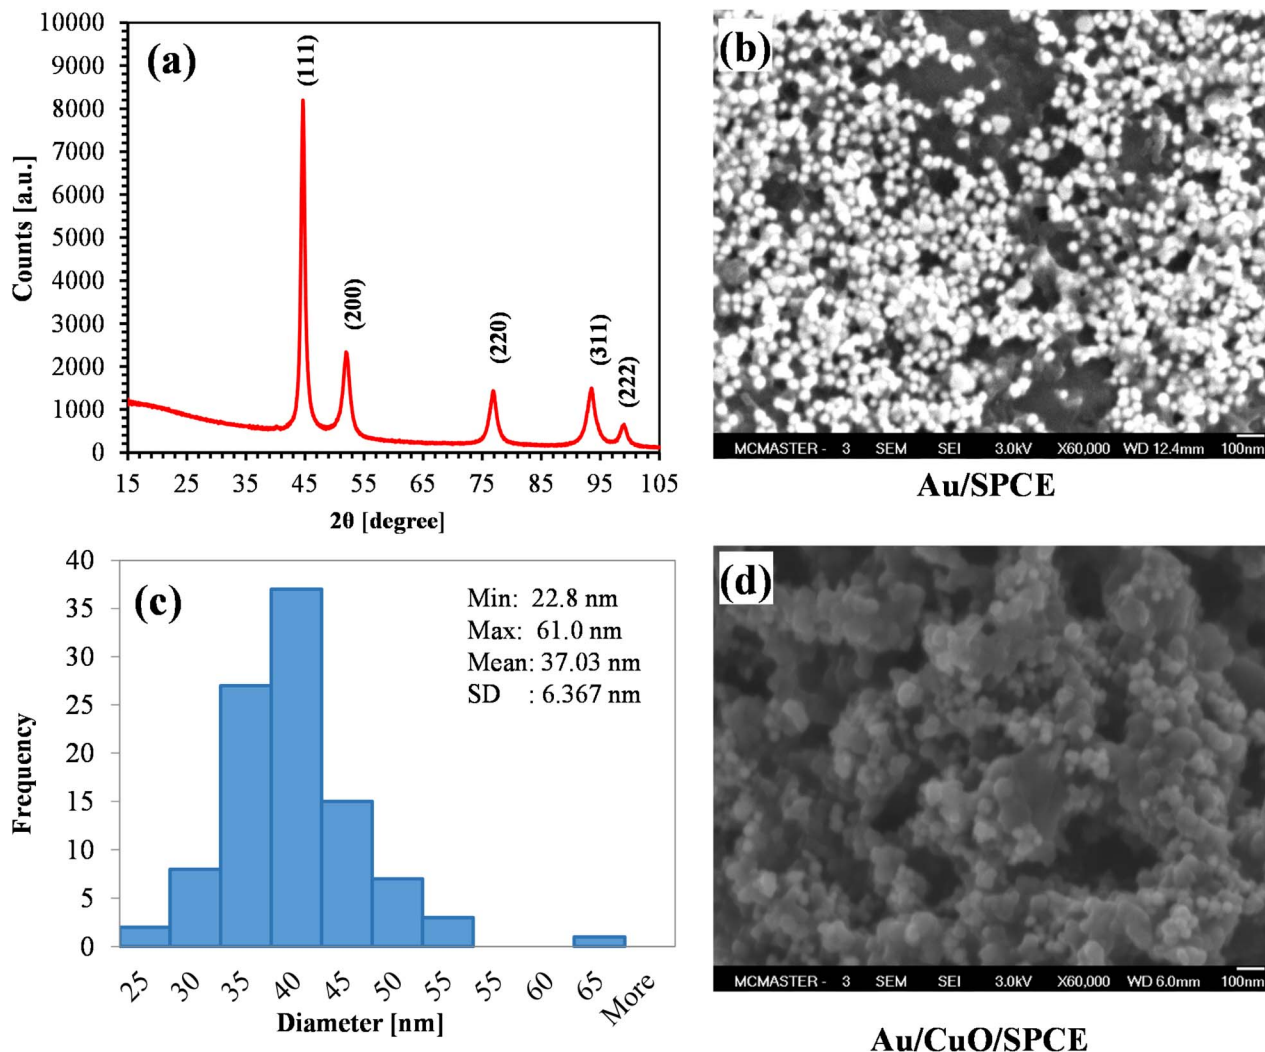 (a)
10000
9000
8000
7000
6000
5000
4000
3000
2000
1000
0
Counts [a.u.]
(111)
(200)
(220)
(311)
(222)
15 25 35 45 55 65 75 85 95 105
2θ [degree]
(b)
MCMASTER - 3 SEM SEI 3.0kV X60,000 WD 12.4mm 100nm
Au/SPCE
(c)
40
35
30
25
20
15
10
5
0
Frequency
Min: 22.8 nm
Max: 61.0 nm
Mean: 37.03 nm
SD : 6.367 nm
25 30 35 40 45 50 55 55 60 65 More
Diameter [nm]
(d)
MCMASTER - 3 SEM SEI 3.0kV X60,000 WD 6.0mm 100nm
Au/CuO/SPCE